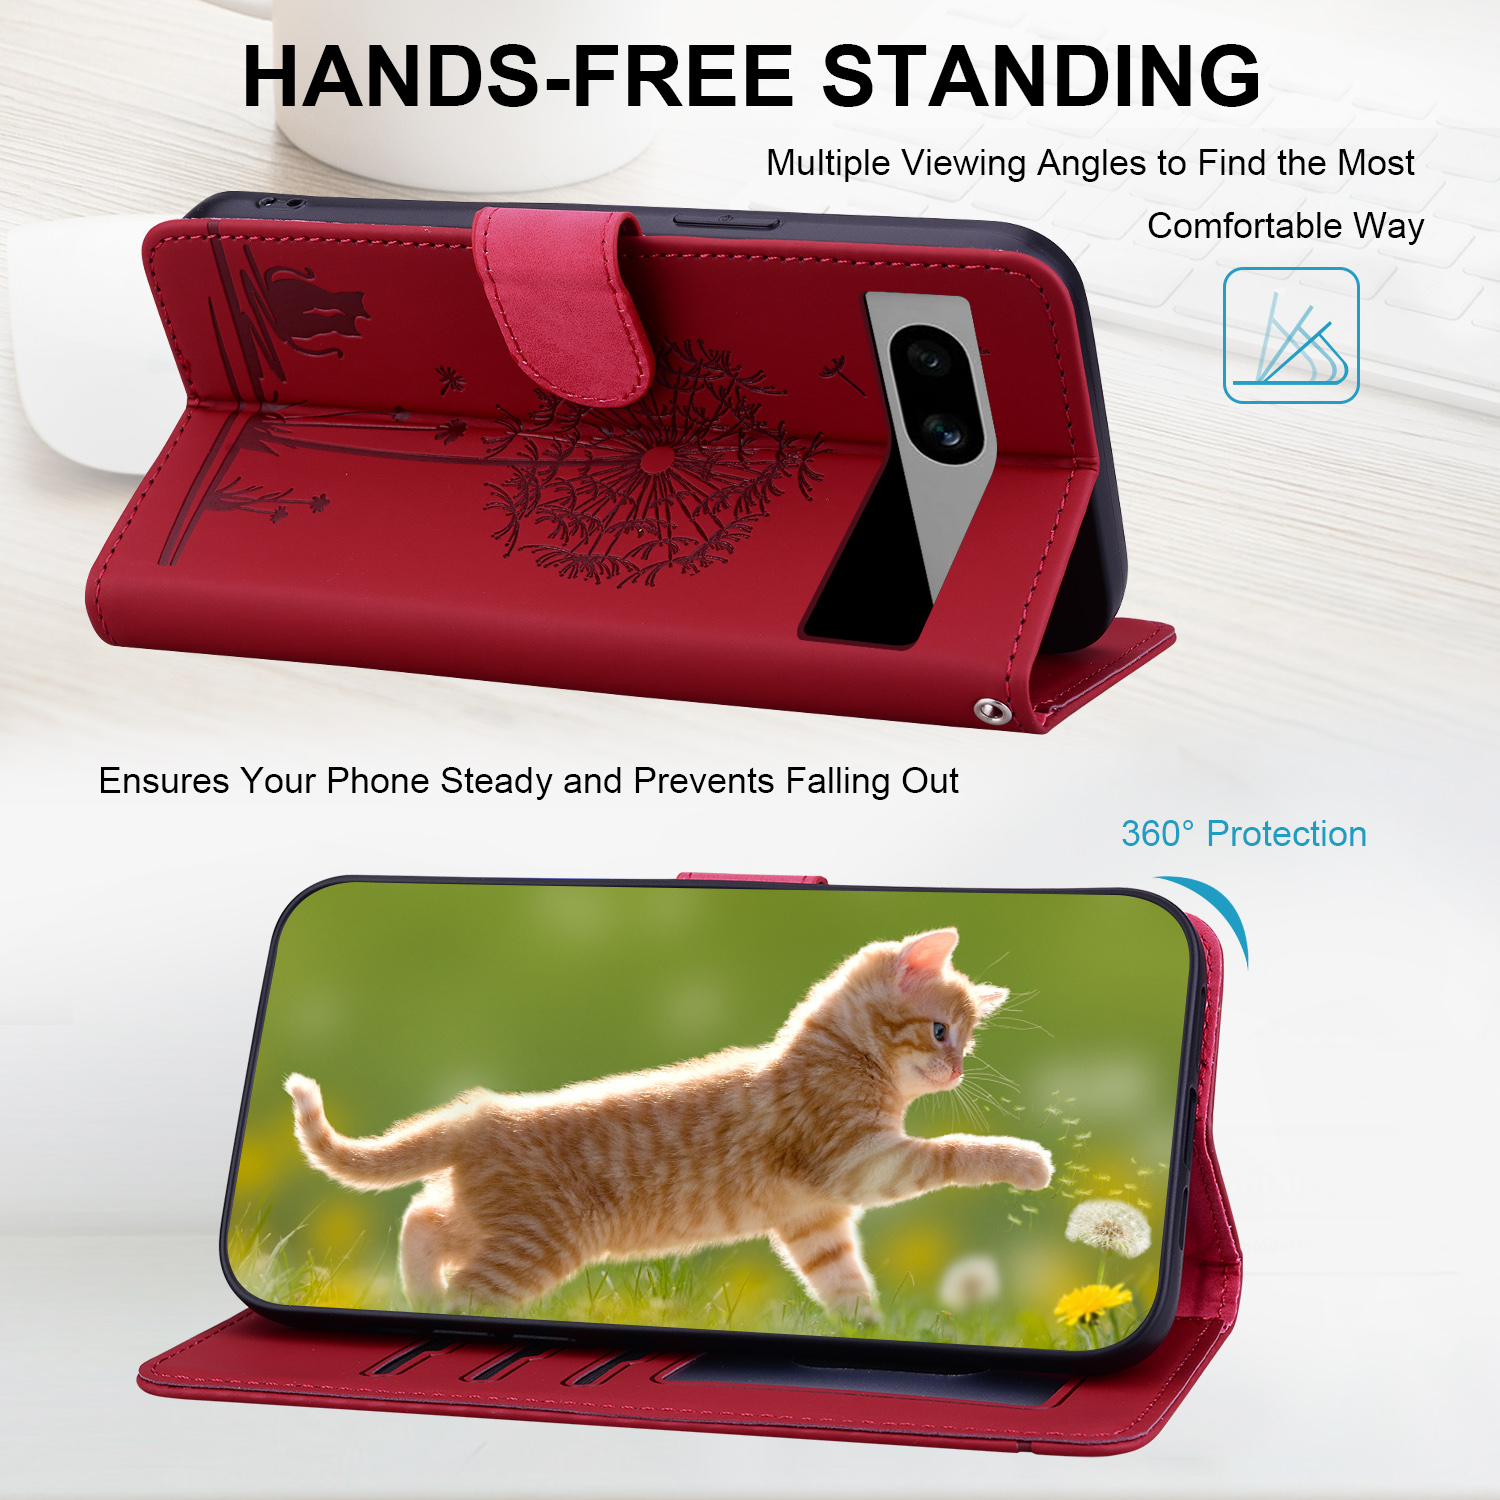 HANDS-FREE STANDING
Multiple Viewing Angles to Find the Most
Comfortable Way
Ensures Your Phone Steady and Prevents Falling Out
360° Protection